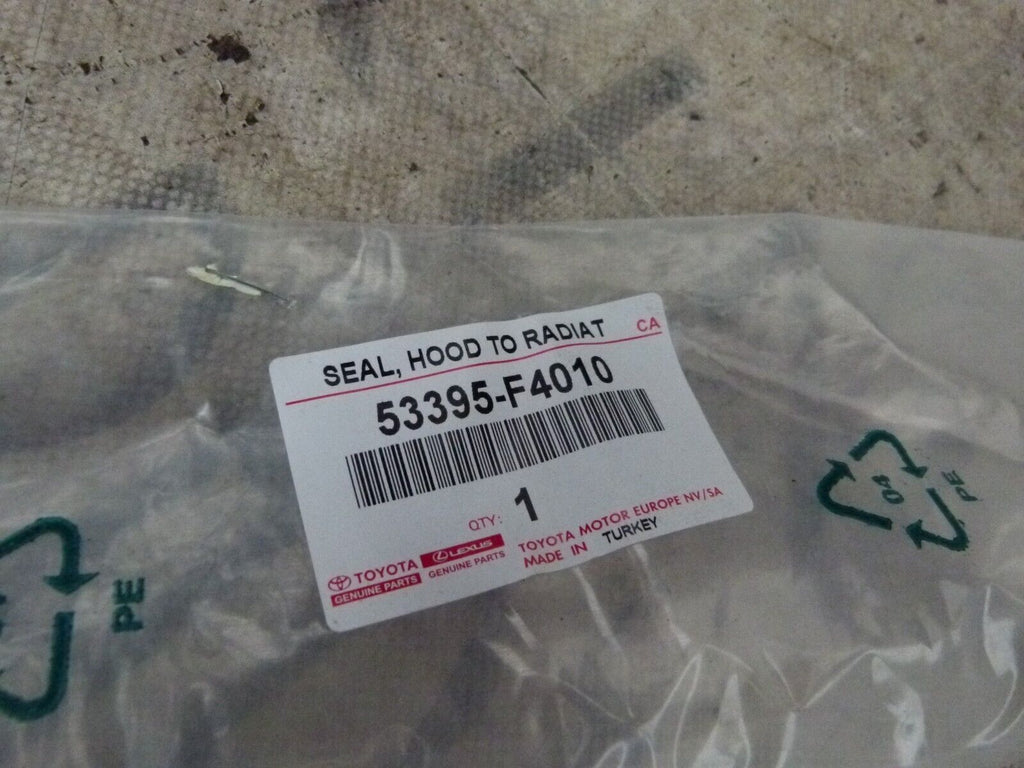 SEAL, HOOD TO RADIAT CA
53395-F4010
QTY: 1
TOYOTA
GENUINE PARTS
LEXUS
GENUINE PARTS
TOYOTA MOTOR EUROPE NV/SA
MADE IN TURKEY
04
PE
PE